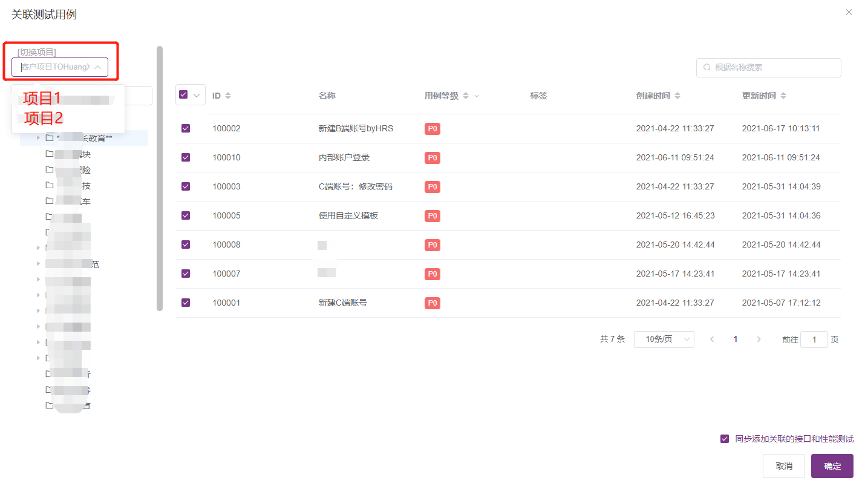 关联测试用例
[切换项目]
客户项目TOHuang
根据名称搜索
项目1
项目2
ID 名称 用例等级 标签 创建时间 更新时间
长教育**
块
险
技
车
范
100002 新建B端账号byHRS P0 2021-04-22 11:33:27 2021-06-17 10:13:11
100010 内部账户登录 P0 2021-06-11 09:51:24 2021-06-11 09:51:24
100003 C端账号：修改密码 P0 2021-04-22 11:33:27 2021-05-31 14:04:39
100005 使用自定义模板 P0 2021-05-12 16:45:23 2021-05-31 14:04:36
100008 P0 2021-05-20 14:42:44 2021-05-20 14:42:44
100007 P0 2021-05-17 14:23:41 2021-05-17 14:23:41
100001 新建C端账号 P0 2021-04-22 11:33:27 2021-05-07 17:12:12
共 7 条 10条/页 1 前往 1 页
同步添加关联的接口和性能测试
取消 确定